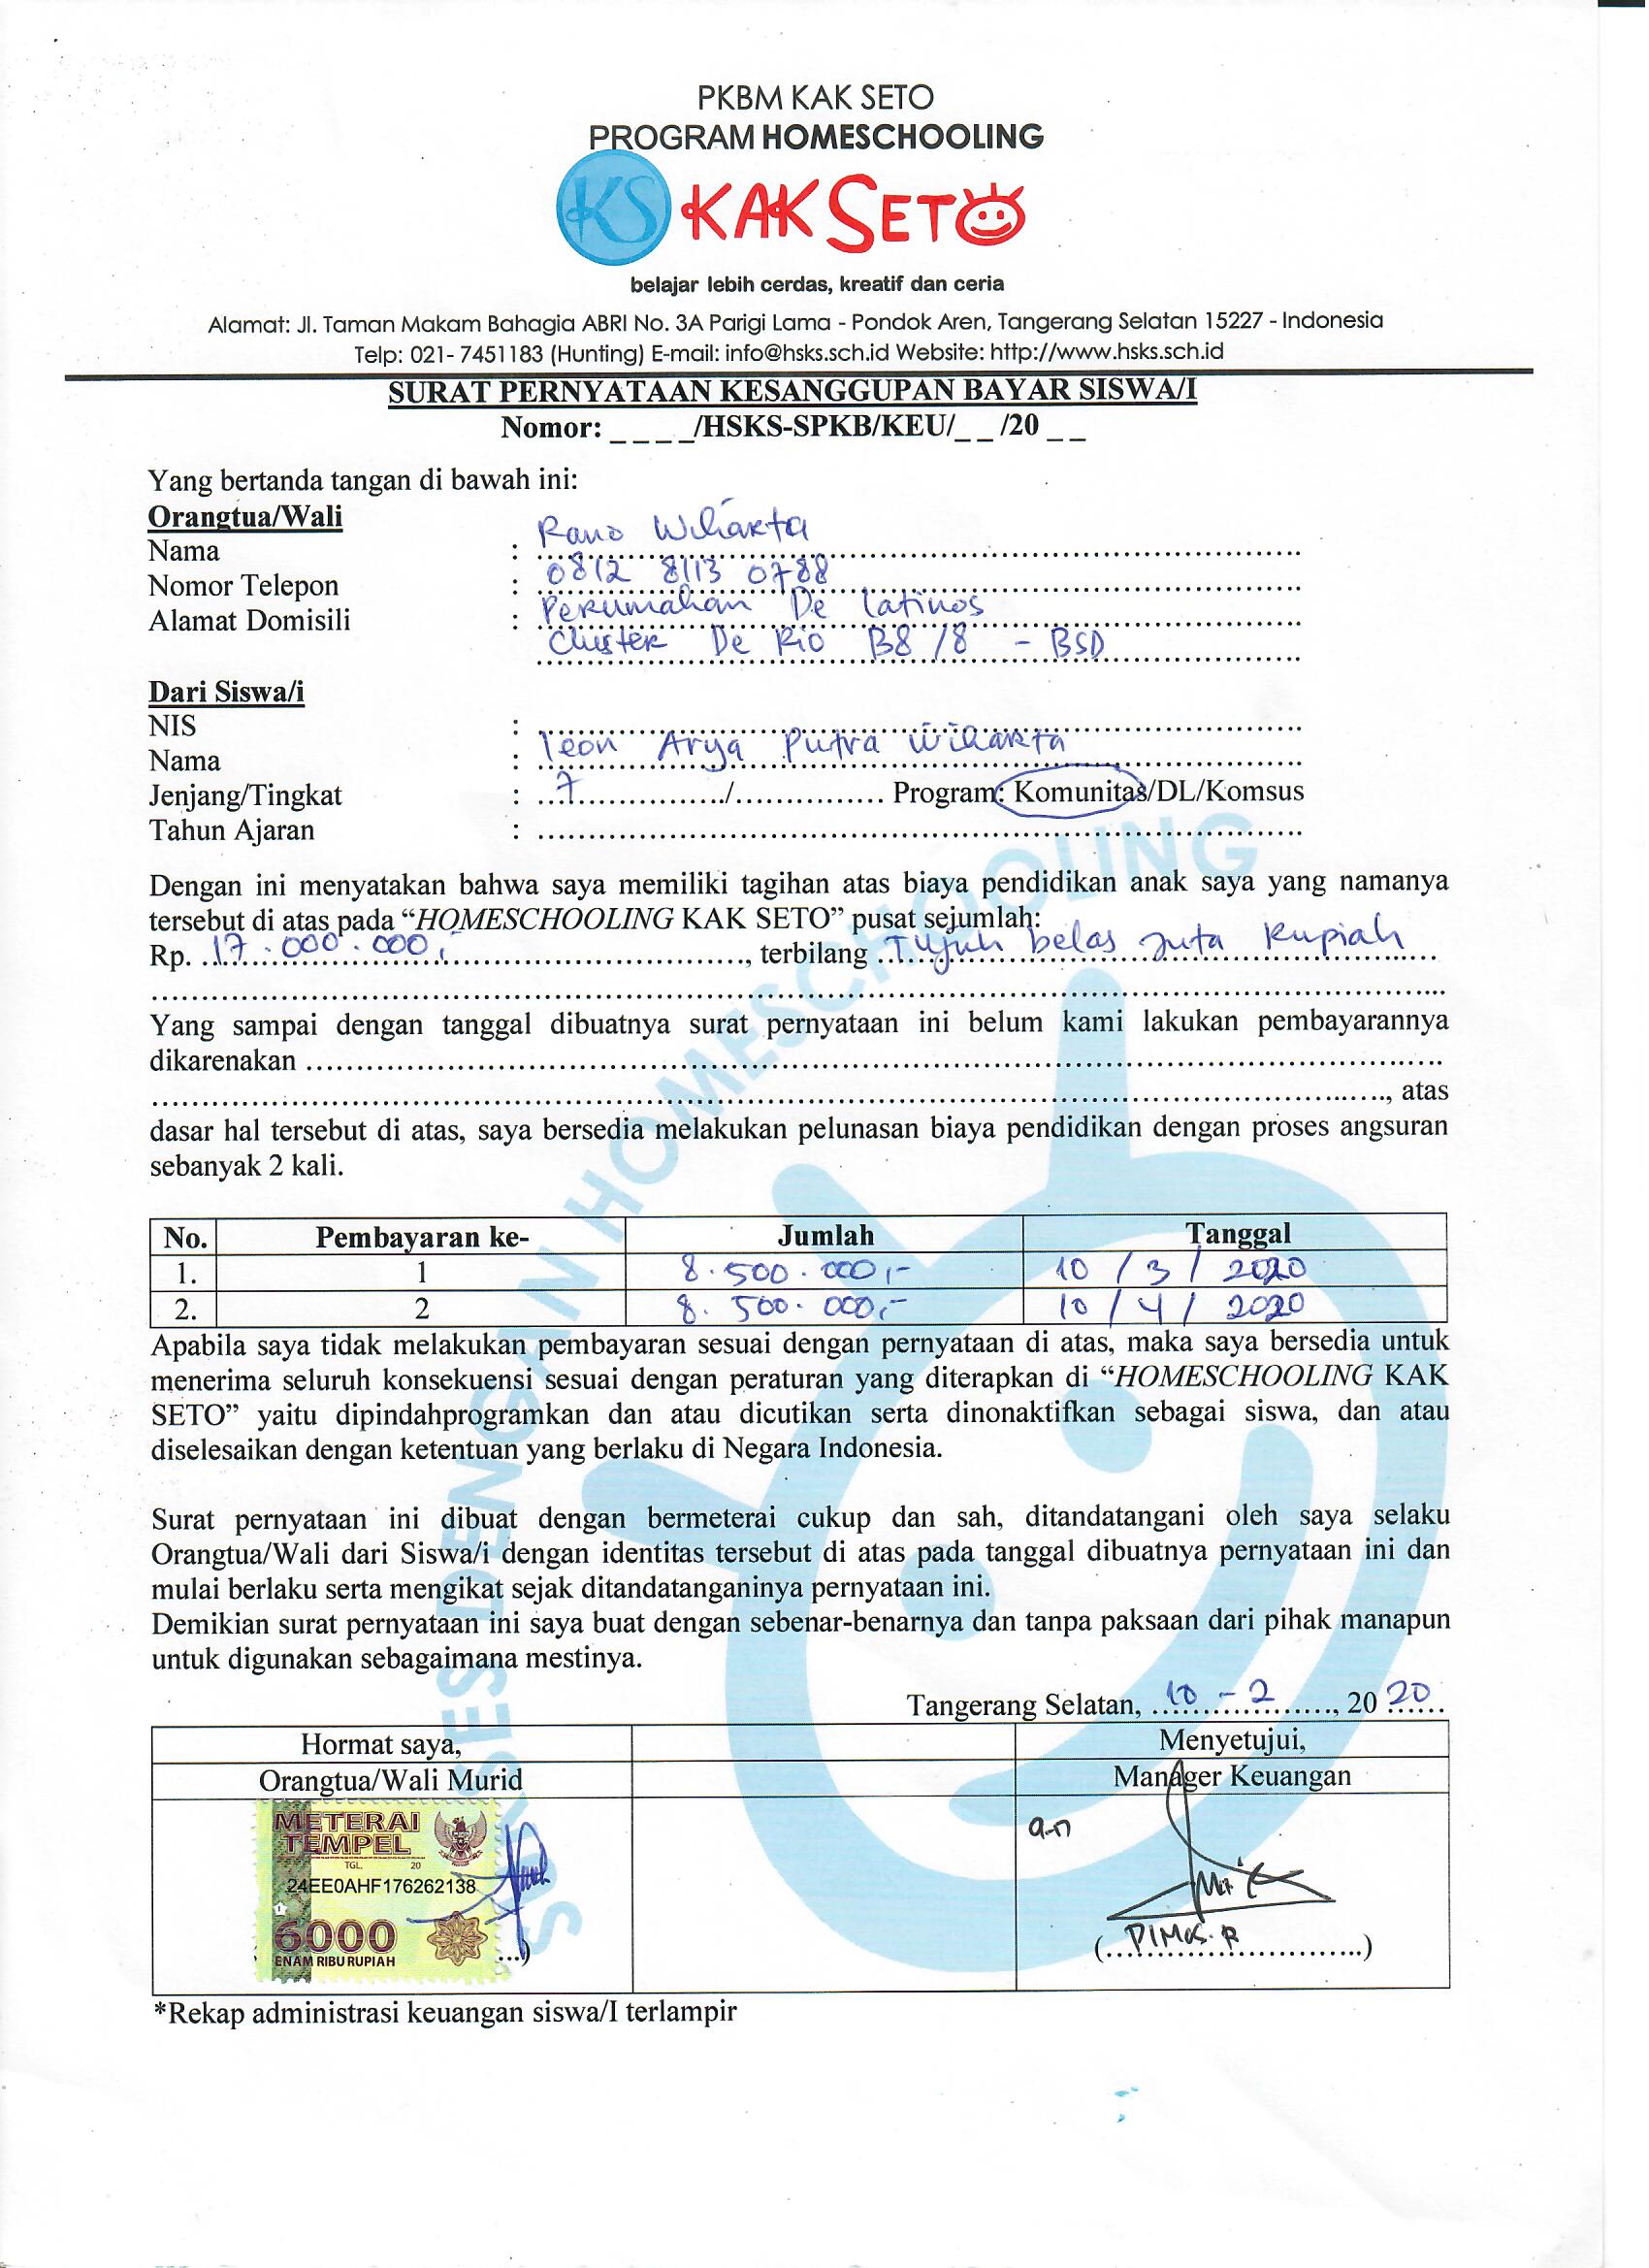 PKBM KAK SETO
PROGRAM HOMESCHOOLING
KS KAK SETO
belajar lebih cerdas, kreatif dan ceria
Alamat: Jl. Taman Makam Bahagia ABRI No. 3A Parigi Lama - Pondok Aren, Tangerang Selatan 15227 - Indonesia
Telp: 021- 7451183 (Hunting) E-mail: info@hsks.sch.id Website: http://www.hsks.sch.id
SURAT PERNYATAAN KESANGGUPAN BAYAR SISWA/I
Nomor: _ _ _ _/HSKS-SPKB/KEU/_ _ /20 _ _
Yang bertanda tangan di bawah ini:
Orangtua/Wali
Nama : Rano Wiharta
Nomor Telepon : 0812 8113 0788
Alamat Domisili : Perumahan De Latinos
Cluster De Rio B8 /8 - BSD
Dari Siswa/i
NIS :
Nama : Leon Arya Putra Wiharta
Jenjang/Tingkat : 7 / Program: Komunitas/DL/Komsus
Tahun Ajaran :
Dengan ini menyatakan bahwa saya memiliki tagihan atas biaya pendidikan anak saya yang namanya
tersebut di atas pada “HOMESCHOOLING KAK SETO” pusat sejumlah:
Rp. 17.000.000,- , terbilang Tujuh belas Juta Rupiah
Yang sampai dengan tanggal dibuatnya surat pernyataan ini belum kami lakukan pembayarannya
dikarenakan
, atas
dasar hal tersebut di atas, saya bersedia melakukan pelunasan biaya pendidikan dengan proses angsuran
sebanyak 2 kali.
No. Pembayaran ke- Jumlah Tanggal
1. 1 8.500.000,- 10 / 3 / 2020
2. 2 8.500.000,- 10 / 4 / 2020
Apabila saya tidak melakukan pembayaran sesuai dengan pernyataan di atas, maka saya bersedia untuk
menerima seluruh konsekuensi sesuai dengan peraturan yang diterapkan di “HOMESCHOOLING KAK
SETO” yaitu dipindahprogramkan dan atau dicutikan serta dinonaktifkan sebagai siswa, dan atau
diselesaikan dengan ketentuan yang berlaku di Negara Indonesia.
Surat pernyataan ini dibuat dengan bermeterai cukup dan sah, ditandatangani oleh saya selaku
Orangtua/Wali dari Siswa/i dengan identitas tersebut di atas pada tanggal dibuatnya pernyataan ini dan
mulai berlaku serta mengikat sejak ditandatanganinya pernyataan ini.
Demikian surat pernyataan ini saya buat dengan sebenar-benarnya dan tanpa paksaan dari pihak manapun
untuk digunakan sebagaimana mestinya.
Tangerang Selatan, 10 - 2 , 20 20
Hormat saya, Menyetujui,
Orangtua/Wali Murid Manager Keuangan
METERAI
TEMPEL
TGL. 20
24EE0AHF176262138
6000
ENAM RIBU RUPIAH
a.n
(DIMAS.R)
*Rekap administrasi keuangan siswa/I terlampir
SUKSES DENGAN HOMESCHOOLING